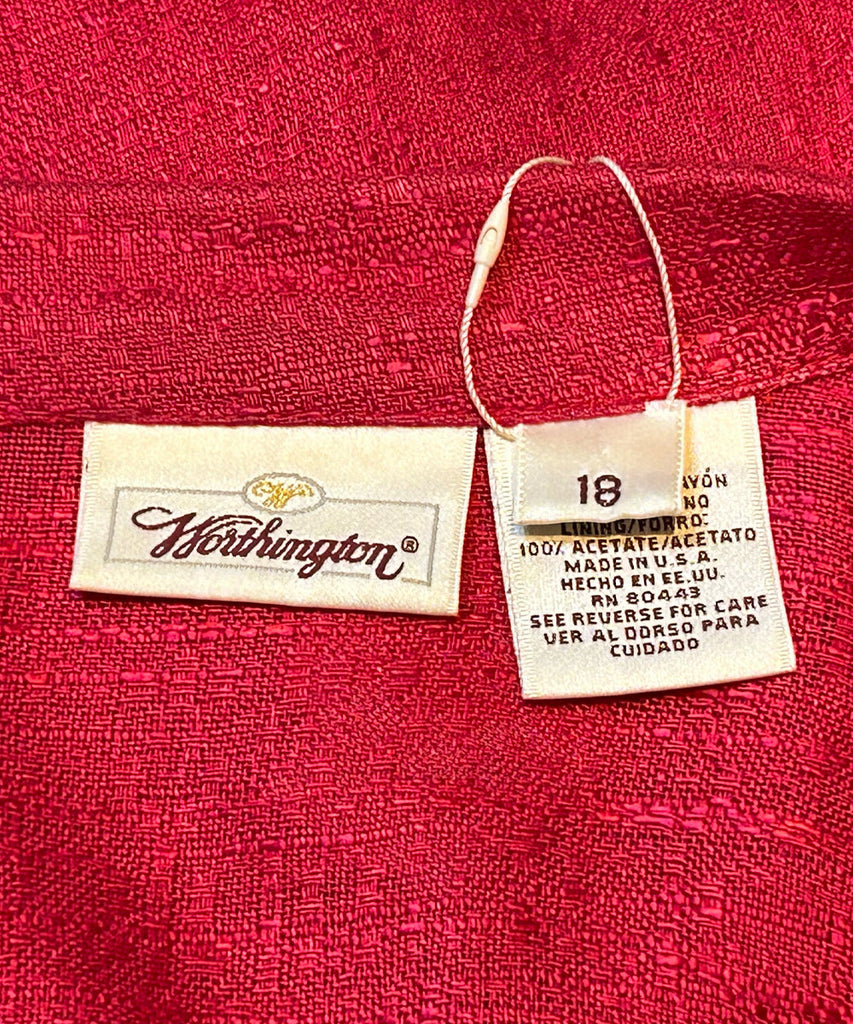 W
Worthington®
18
AYÓN
NO
LINING/FORRO:
100% ACETATE/ACETATO
MADE IN U.S.A.
HECHO EN EE.UU.
RN 80443
SEE REVERSE FOR CARE
VER AL DORSO PARA
CUIDADO